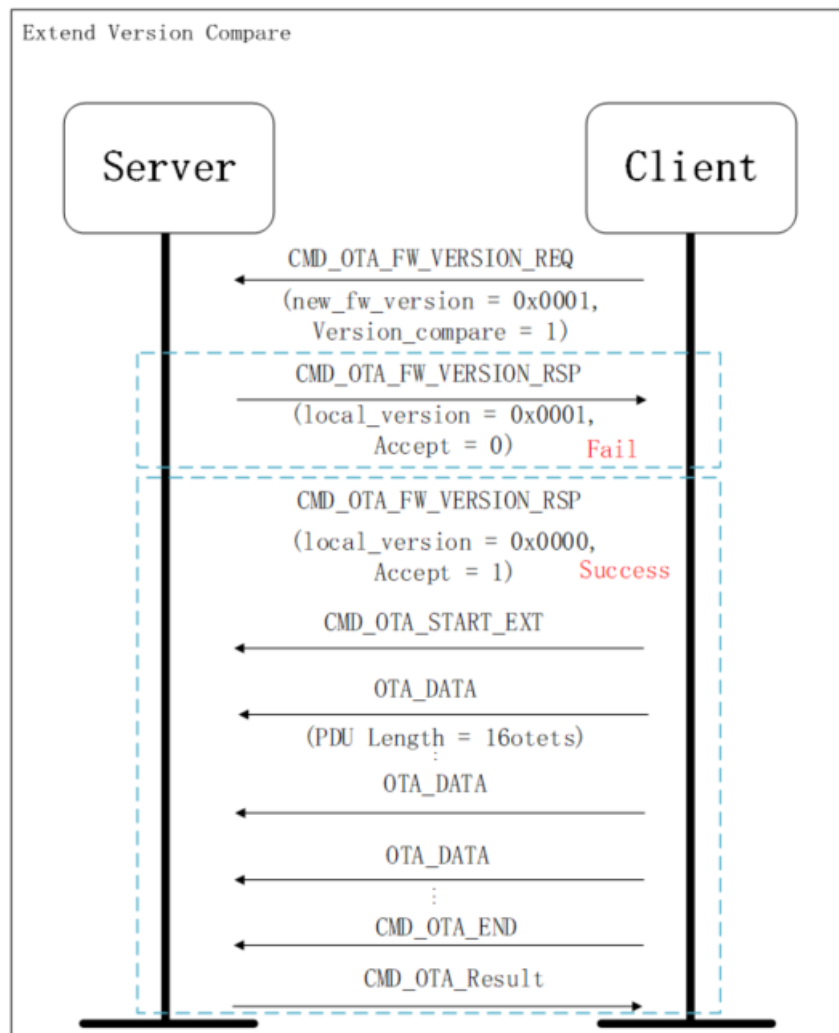 Extend Version Compare
Server
Client
CMD_OTA_FW_VERSION_REQ
(new_fw_version = 0x0001,
Version_compare = 1)
CMD_OTA_FW_VERSION_RSP
(local_version = 0x0001,
Accept = 0)
Fail
CMD_OTA_FW_VERSION_RSP
(local_version = 0x0000,
Accept = 1)
Success
CMD_OTA_START_EXT
OTA_DATA
(PDU Length = 16otets)
⋮
OTA_DATA
OTA_DATA
⋮
CMD_OTA_END
CMD_OTA_Result